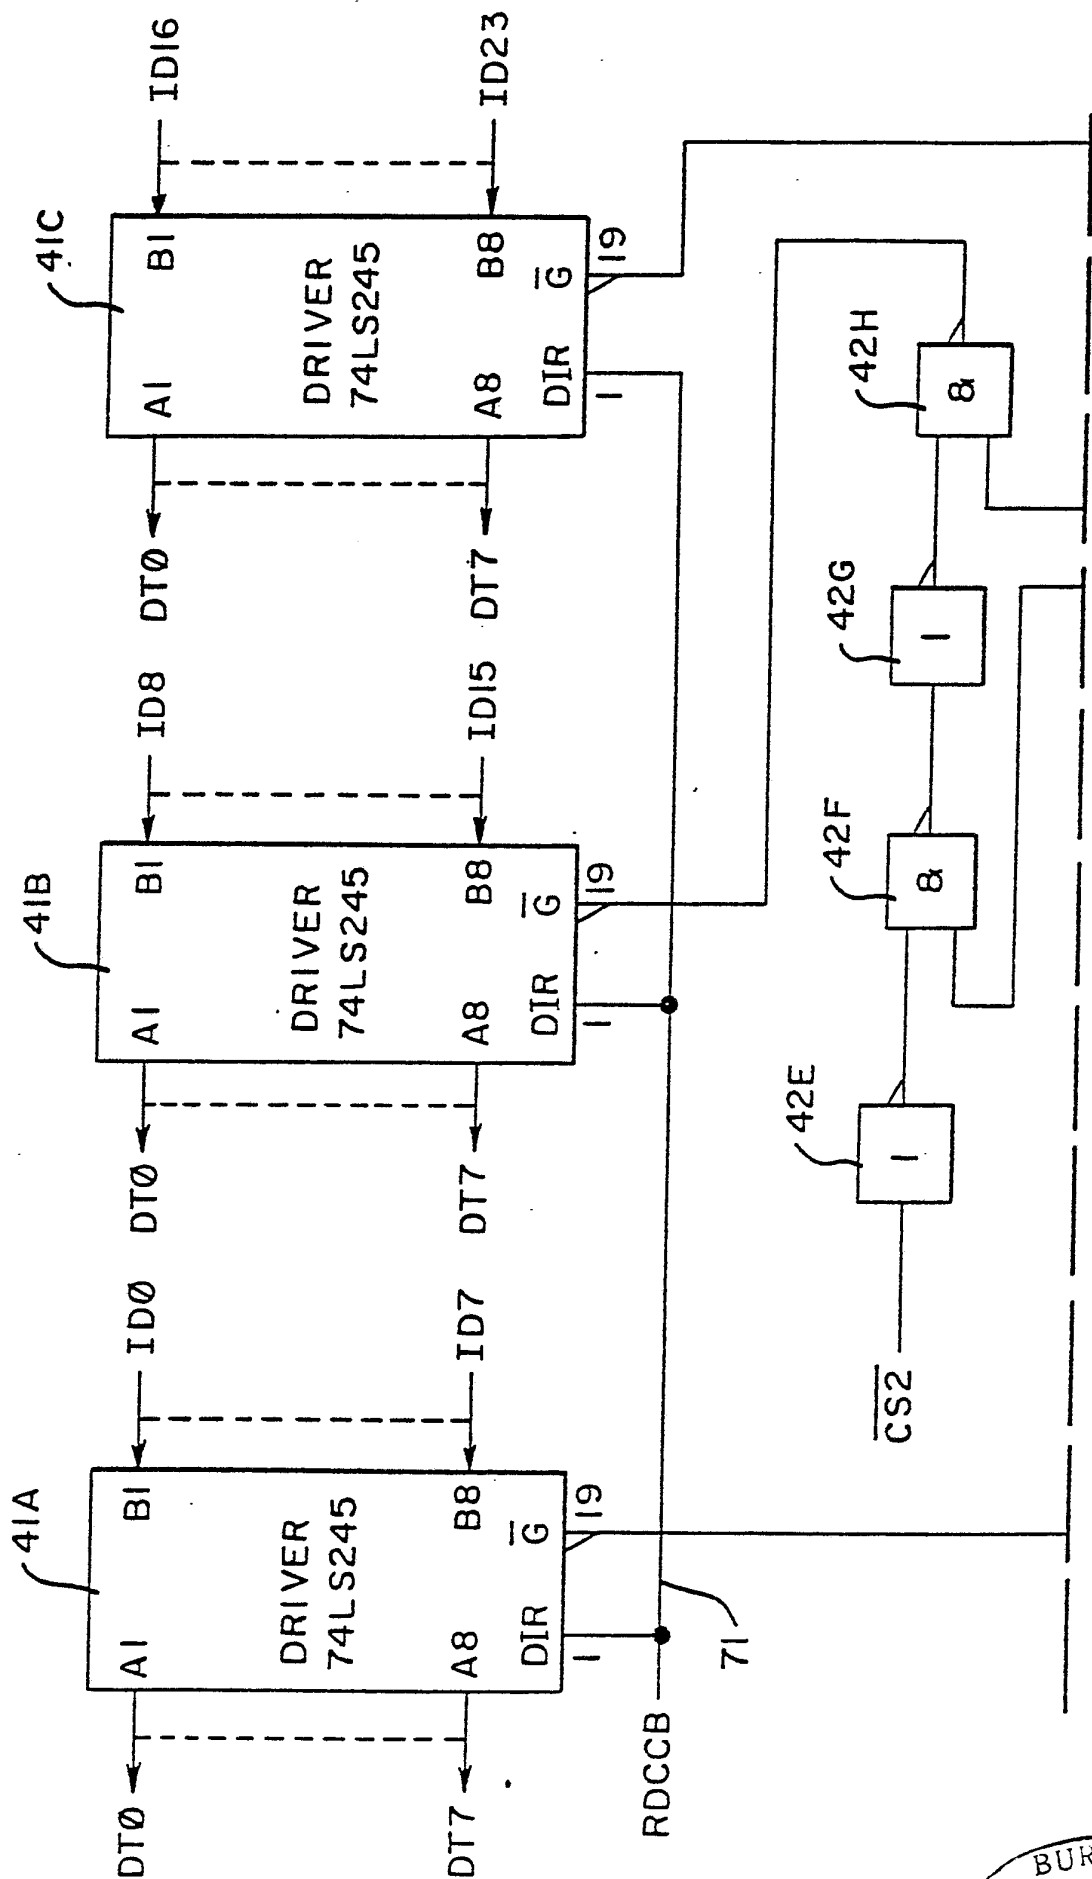 41A
41B
41C
DT0
A1
B1
ID0
DT0
A1
B1
ID8
DT0
A1
B1
ID16
DRIVER
74LS245
DRIVER
74LS245
DRIVER
74LS245
DT7
A8
B8
ID7
DT7
A8
B8
ID15
DT7
A8
B8
ID23
DIR
G
DIR
G
DIR
G
1
19
1
19
1
19
RDCCB
71
42E
42F
42G
42H
CS2
1
&
1
&
BUR